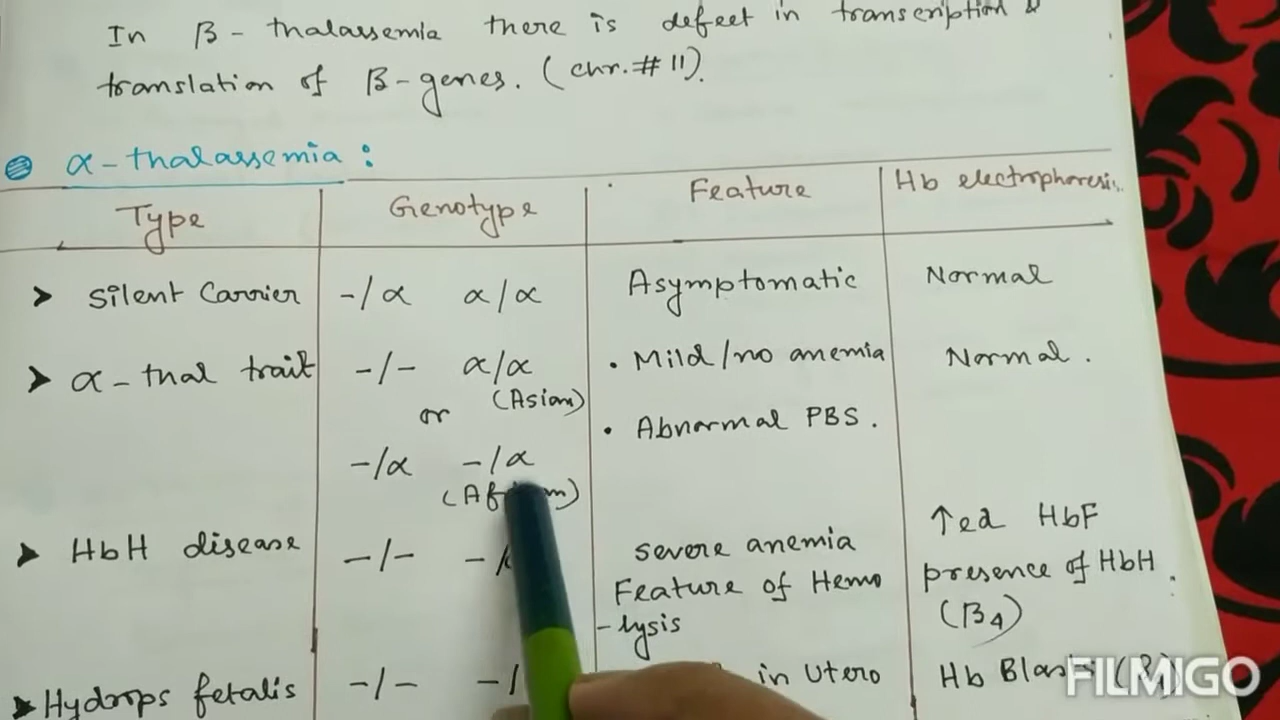 In β-thalassemia there is defect in transcription &
translation of β-genes. (chr.# 11).
α-thalassemia:
Type Genotype Feature Hb electrophoresis
➤ Silent Carrier -/α α/α Asymptomatic Normal
➤ α-thal trait -/- α/α • Mild/no anemia Normal.
(Asian)
or • Abnormal PBS.
-/α -/α
➤ HbH disease -/- severe anemia ↑ed HbF
Feature of Hemo presence of HbH.
-lysis (β4)
➤ Hydrops fetalis -/- in Utero Hb
FILMIGO